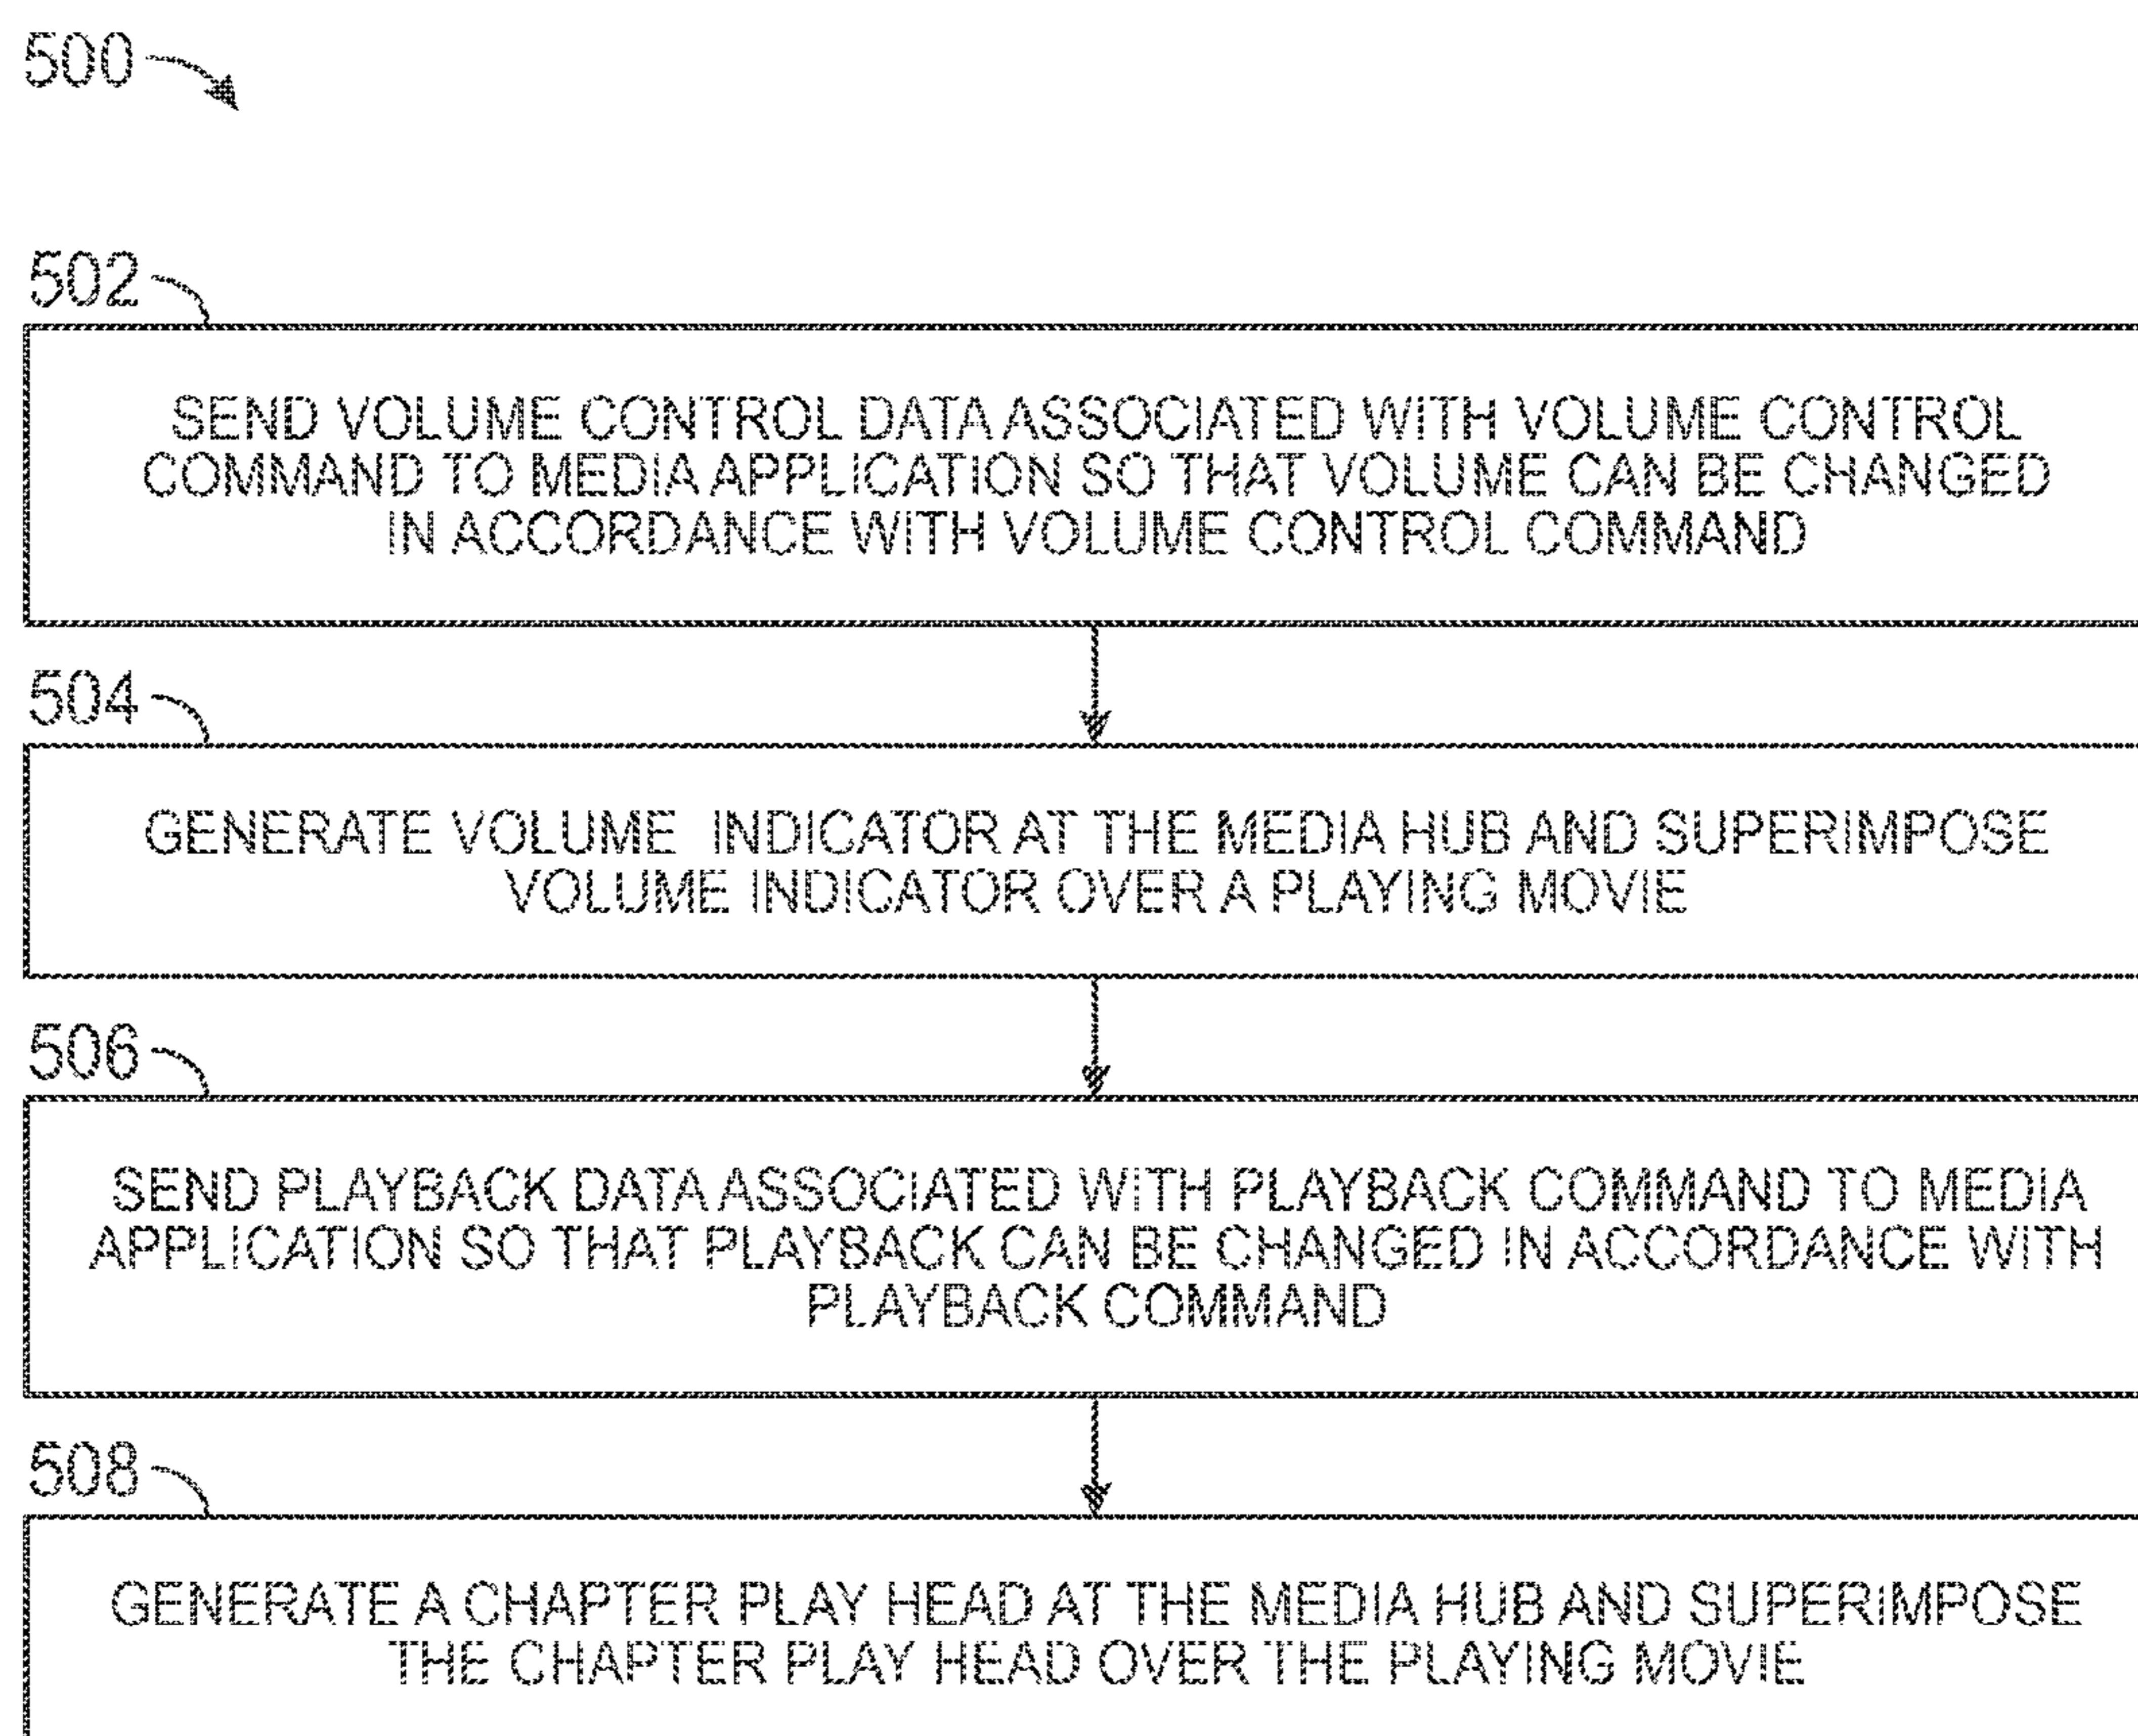 500
502
SEND VOLUME CONTROL DATA ASSOCIATED WITH VOLUME CONTROL
COMMAND TO MEDIA APPLICATION SO THAT VOLUME CAN BE CHANGED
IN ACCORDANCE WITH VOLUME CONTROL COMMAND
504
GENERATE VOLUME INDICATOR AT THE MEDIA HUB AND SUPERIMPOSE
VOLUME INDICATOR OVER A PLAYING MOVIE
506
SEND PLAYBACK DATA ASSOCIATED WITH PLAYBACK COMMAND TO MEDIA
APPLICATION SO THAT PLAYBACK CAN BE CHANGED IN ACCORDANCE WITH
PLAYBACK COMMAND
508
GENERATE A CHAPTER PLAY HEAD AT THE MEDIA HUB AND SUPERIMPOSE
THE CHAPTER PLAY HEAD OVER THE PLAYING MOVIE